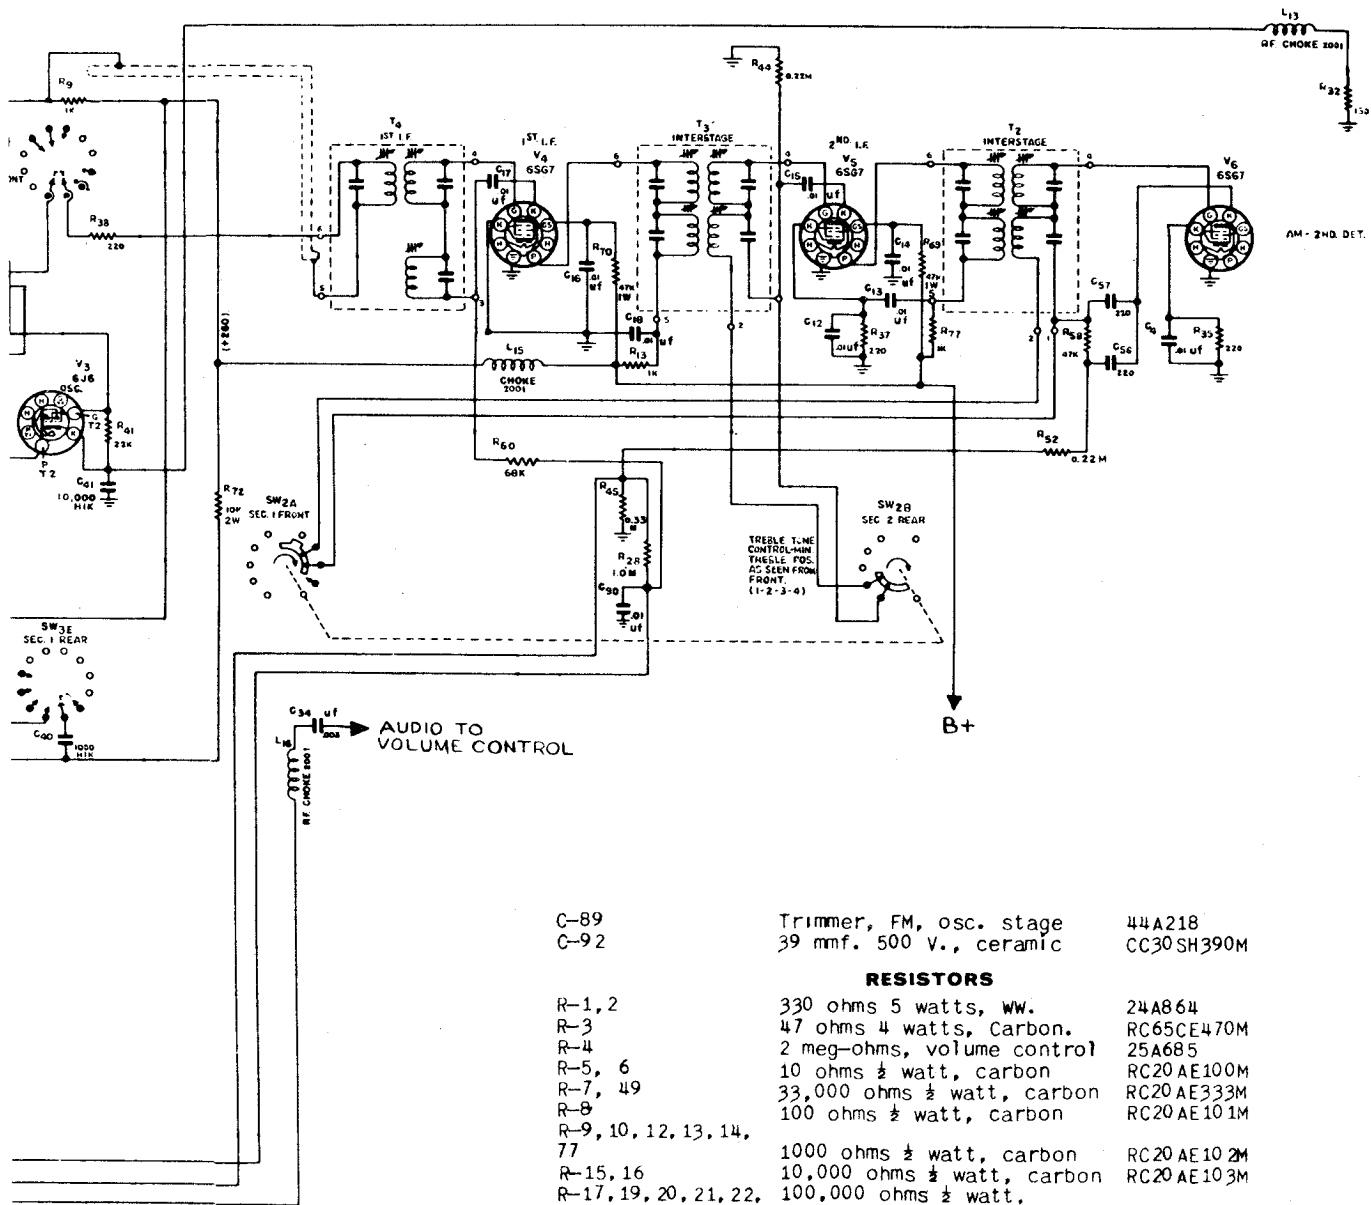 L13
RF. CHOKE 2001
R32
150
R9
1K
R44
0.22M
T4
1ST I.F.
1ST I.F.
V4
6SG7
T3
INTERSTAGE
2ND. I.F.
V5
6SG7
T2
INTERSTAGE
V6
6SG7
AM - 2ND. DET.
C17
.01
uf
C15
.01 uf
R38
220
R70
47K
1W
C16 .01
uf
C14
.01
uf
R69
47K
1W
C13
.01
uf
C57
220
C18
.01
uf
C12
.01uf
R37
220
R77
1K
R58
47K
C56
220
C4
.01 uf
R35
220
(+260)
L15
CHOKE
2001
R13
1K
V3
6J6
OSC.
G
T2
R41
22K
P
T2
C41
10,000
HIK
R60
68K
R52
0.22M
R72
10K
2W
SW2A
SEC. 1 FRONT
R45
0.33
M
R28
1.0M
C90
.01
uf
TREBLE TONE
CONTROL-MIN.
TREBLE POS.
AS SEEN FROM
FRONT.
(1-2-3-4)
SW2B
SEC 2 REAR
SW3E
SEC. 1 REAR
C40
1000
HIK
C34 uf
.003
L16
RF. CHOKE 2001
AUDIO TO
VOLUME CONTROL
B+
C-89 Trimmer, FM, osc. stage 44A218
C-92 39 mmf. 500 V., ceramic CC30SH390M
RESISTORS
R-1,2 330 ohms 5 watts, WW. 24A864
R-3 47 ohms 4 watts, Carbon. RC65CE470M
R-4 2 meg-ohms, volume control 25A685
R-5, 6 10 ohms ½ watt, carbon RC20AE100M
R-7, 49 33,000 ohms ½ watt, carbon RC20AE333M
R-8 100 ohms ½ watt, carbon RC20AE101M
R-9,10,12,13,14,
77 1000 ohms ½ watt, carbon RC20AE102M
R-15,16 10,000 ohms ½ watt, carbon RC20AE103M
R-17,19,20,21,22, 100,000 ohms ½ watt,